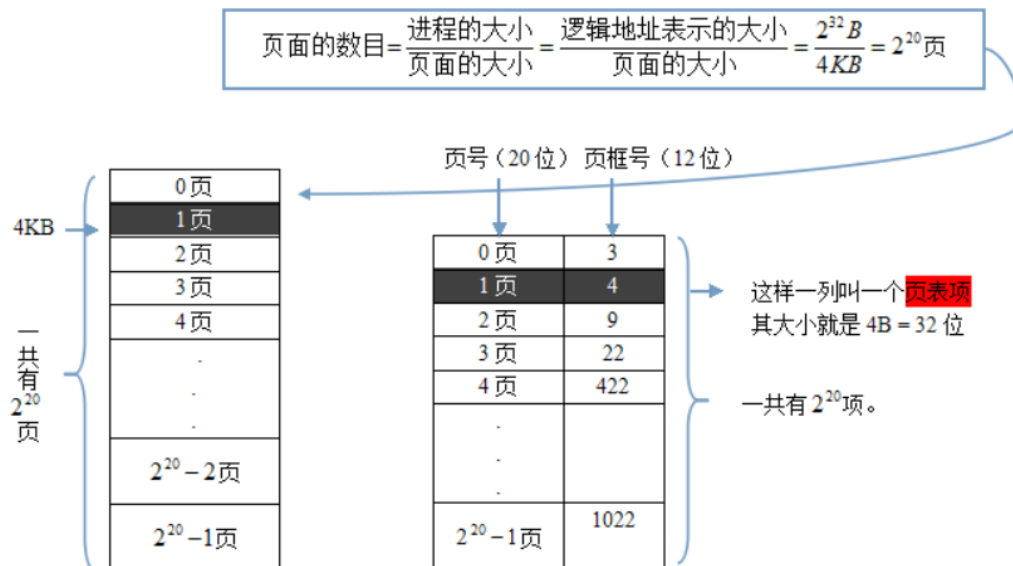 页面的数目=进程的大小/页面的大小=逻辑地址表示的大小/页面的大小=2^32 B/4KB=2^20页
页号（20位） 页框号（12位）
0页
4KB
1页
2页
3页
4页
.
.
.
2^20－2页
2^20－1页
一共有2^20页
0页 3
1页 4
2页 9
3页 22
4页 422
.
.
.
2^20－1页 1022
这样一列叫一个页表项
其大小就是 4B = 32 位
一共有 2^20项。